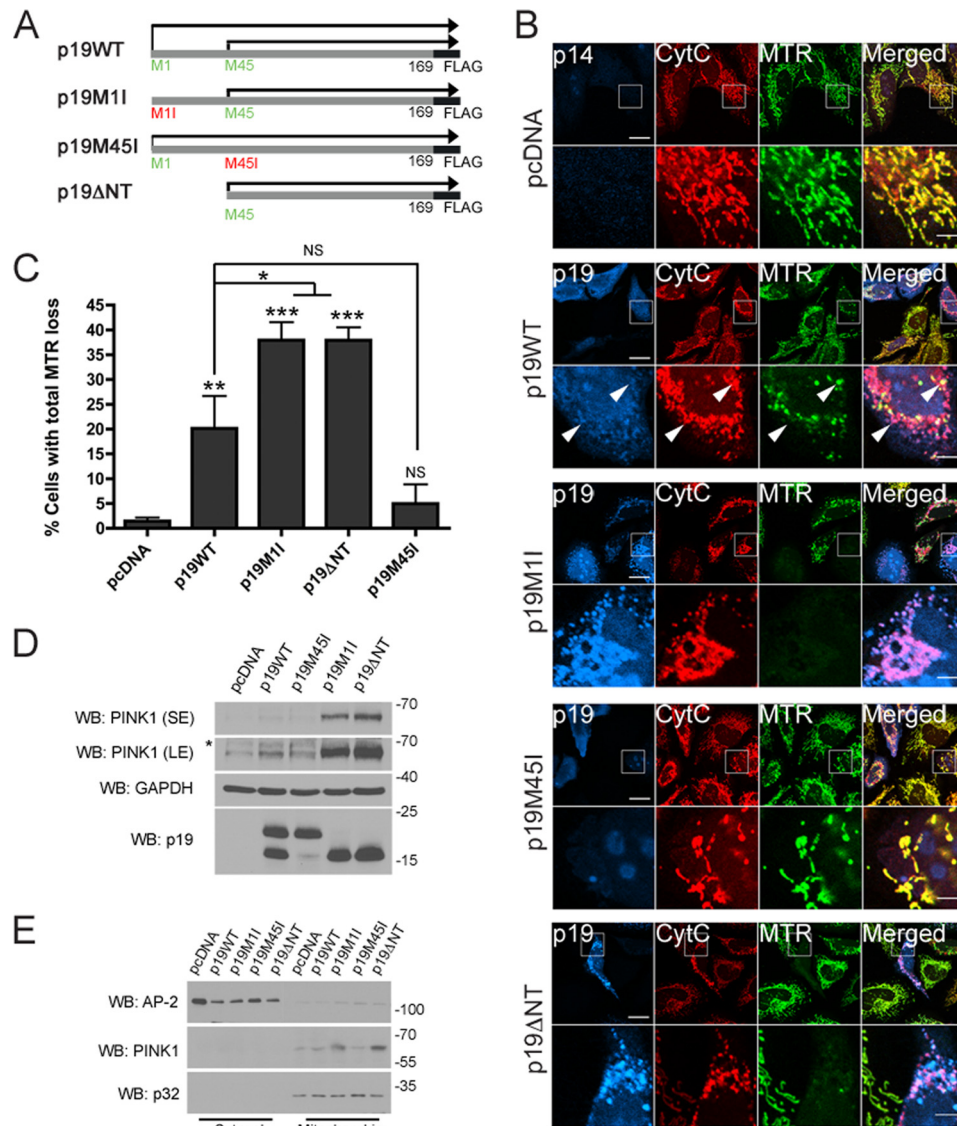 A
p19WT
M1 M45 169 FLAG
p19M1I
M1I M45 169 FLAG
p19M45I
M1 M45I 169 FLAG
p19ΔNT
M45 169 FLAG
B
p14 CytC MTR Merged
pcDNA
p19 CytC MTR Merged
p19WT
p19 CytC MTR Merged
p19M1I
p19 CytC MTR Merged
p19M45I
p19 CytC MTR Merged
p19ΔNT
C
NS
*
*** ***
**
NS
% Cells with total MTR loss
45
40
35
30
25
20
15
10
5
0
pcDNA p19WT p19M1I p19ΔNT p19M45I
D
pcDNA p19WT p19M45I p19M1I p19ΔNT
-70
WB: PINK1 (SE)
* -70
WB: PINK1 (LE)
-40
WB: GAPDH
-25
WB: p19
-15
E
pcDNA p19WT p19M1I p19M45I p19ΔNT pcDNA p19WT p19M1I p19M45I p19ΔNT
WB: AP-2
-100
-70
WB: PINK1
-55
-35
WB: p32